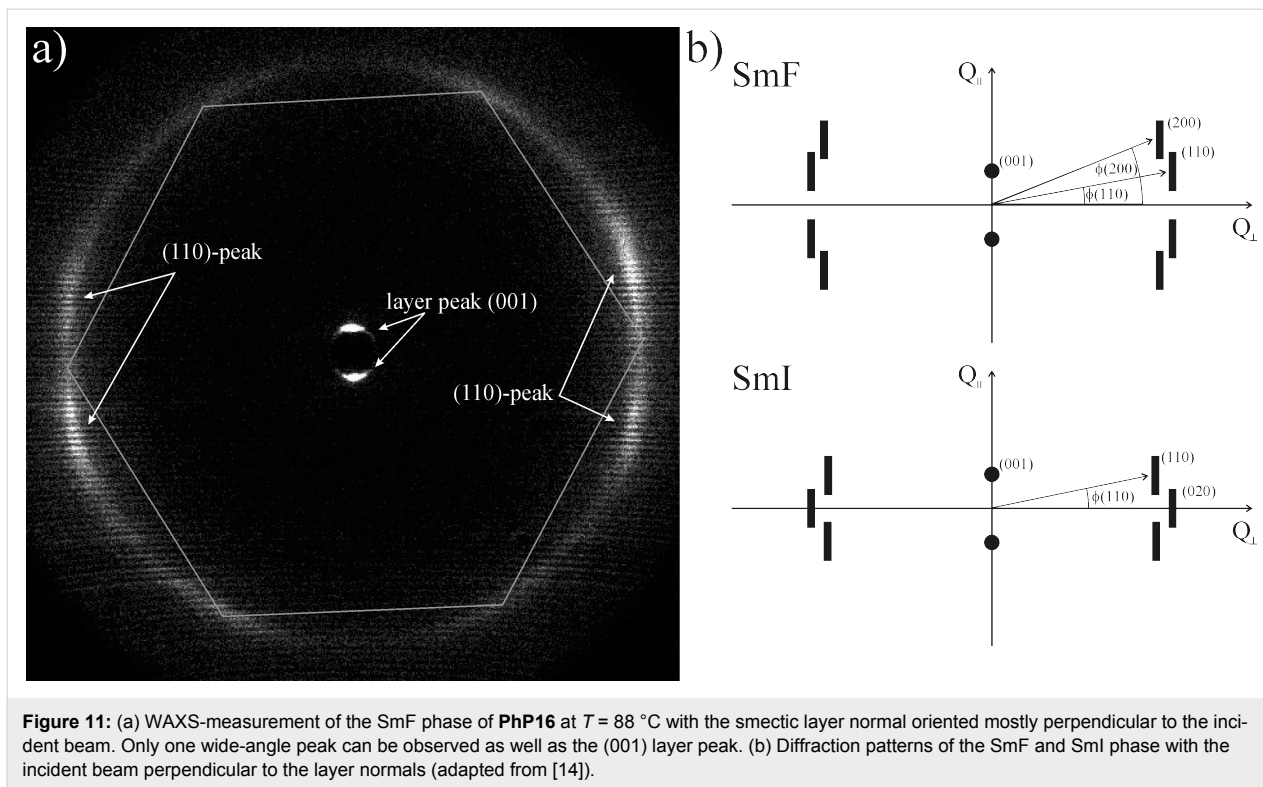 a)
(110)-peak
layer peak (001)
(110)-peak
b)
SmF
Q||
(200)
(110)
(001)
ϕ(200)
ϕ(110)
Q⊥
SmI
Q||
(001)
(110)
ϕ(110)
(020)
Q⊥
Figure 11: (a) WAXS-measurement of the SmF phase of PhP16 at T = 88 °C with the smectic layer normal oriented mostly perpendicular to the inci-
dent beam. Only one wide-angle peak can be observed as well as the (001) layer peak. (b) Diffraction patterns of the SmF and SmI phase with the
incident beam perpendicular to the layer normals (adapted from [14]).